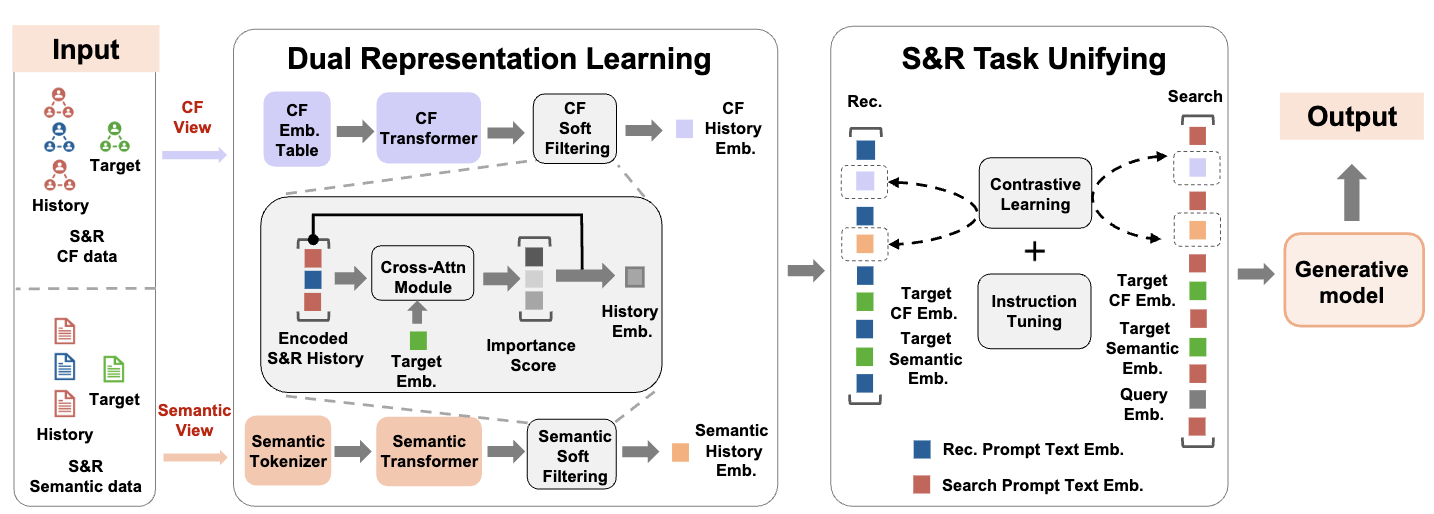 Input
CF
View
Target
History
S&R
CF data
Target
History
Semantic
View
S&R
Semantic data
Dual Representation Learning
CF
Emb.
Table
CF
Transformer
CF
Soft
Filtering
CF
History
Emb.
Encoded
S&R History
Cross-Attn
Module
Target
Emb.
Importance
Score
History
Emb.
Semantic
Tokenizer
Semantic
Transformer
Semantic
Soft
Filtering
Semantic
History
Emb.
S&R Task Unifying
Rec.
Search
Contrastive
Learning
+
Instruction
Tuning
Target
CF Emb.
Target
Semantic
Emb.
Target
CF Emb.
Target
Semantic
Emb.
Query
Emb.
Rec. Prompt Text Emb.
Search Prompt Text Emb.
Output
Generative
model